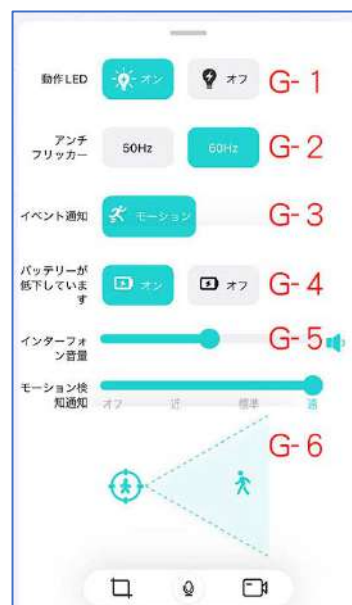 動作LED オン オフ G-1
アンチ
フリッカー 50Hz 60Hz G-2
イベント通知 モーション G-3
バッテリーが
低下していま
す オン オフ G-4
インターフォ
ン音量 G-5
モーション検
知通知 オフ 近 標準 遠
G-6